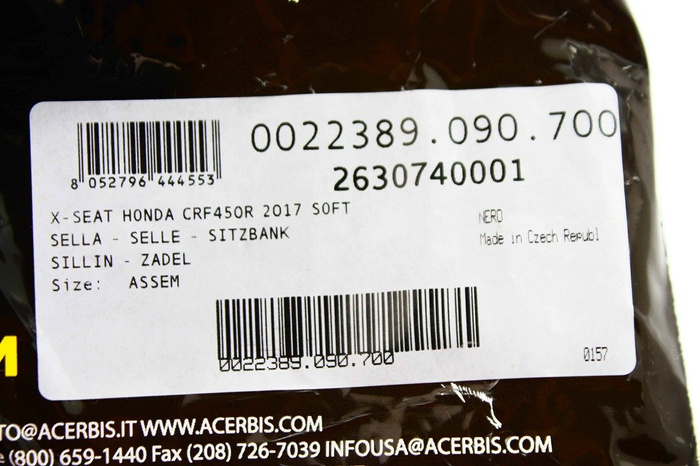 0022389.090.700
8 052796 444553
2630740001
X-SEAT HONDA CRF450R 2017 SOFT
NERO
SELLA - SELLE - SITZBANK
Made in Czech Republ
SILLIN - ZADEL
Size: ASSEM
0022389.090.700
0157
M
TO@ACERBIS.IT WWW.ACERBIS.COM
e (800) 659-1440 Fax (208) 726-7039 INFOUSA@ACERBIS.COM